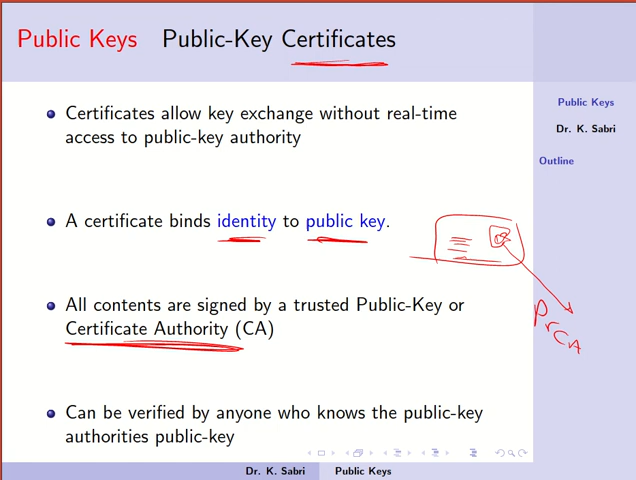 Public Keys Public-Key Certificates
Certificates allow key exchange without real-time
access to public-key authority
A certificate binds identity to public key.
All contents are signed by a trusted Public-Key or
Certificate Authority (CA)
Can be verified by anyone who knows the public-key
authorities public-key
PrCA
Public Keys
Dr. K. Sabri
Outline
Dr. K. Sabri Public Keys